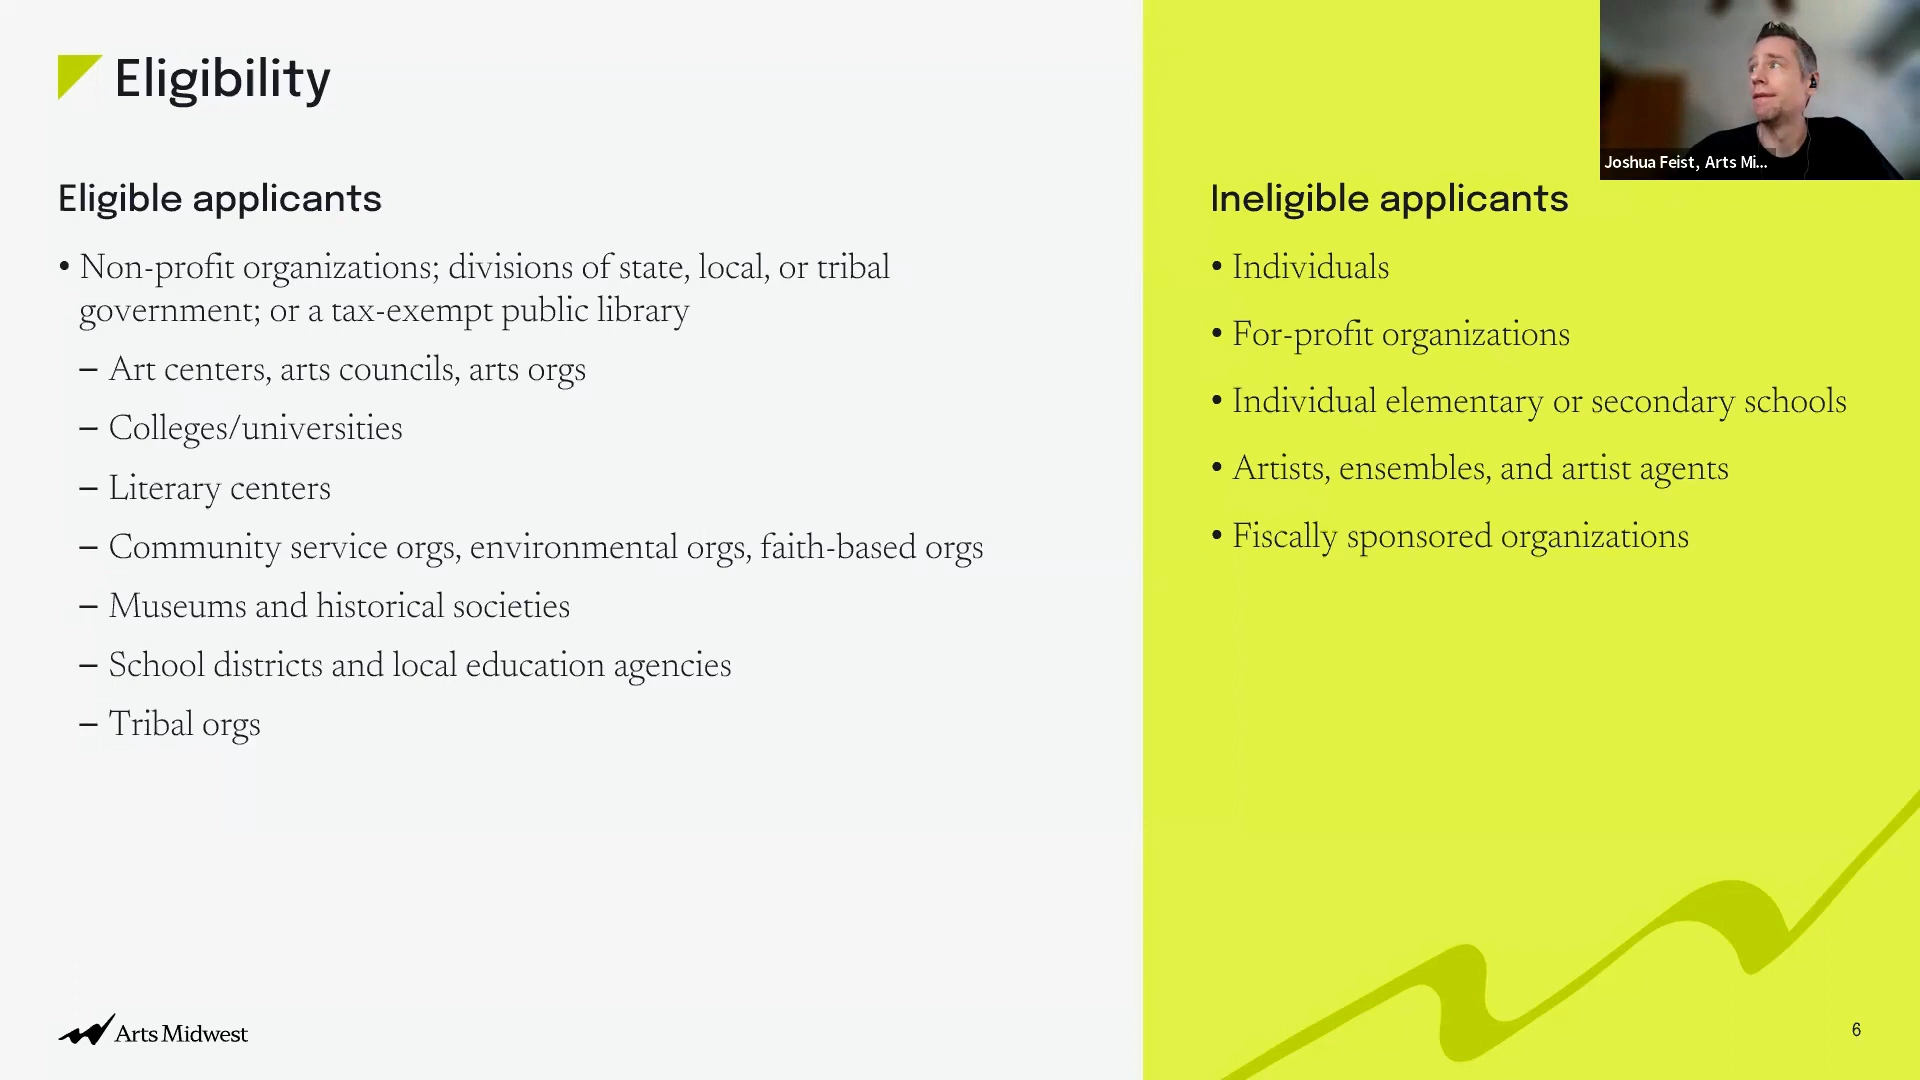 Eligibility
Eligible applicants
• Non-profit organizations; divisions of state, local, or tribal
government; or a tax-exempt public library
– Art centers, arts councils, arts orgs
– Colleges/universities
– Literary centers
– Community service orgs, environmental orgs, faith-based orgs
– Museums and historical societies
– School districts and local education agencies
– Tribal orgs
Arts Midwest
Joshua Feist, Arts Mi...
Ineligible applicants
• Individuals
• For-profit organizations
• Individual elementary or secondary schools
• Artists, ensembles, and artist agents
• Fiscally sponsored organizations
6